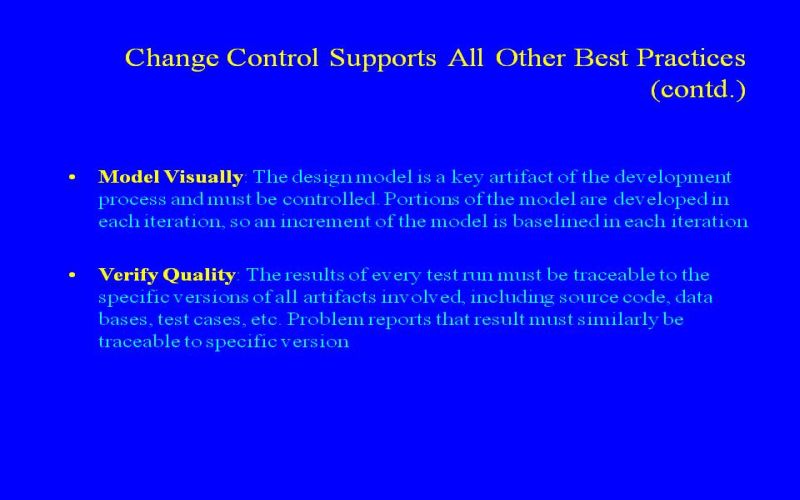 Change Control Supports All Other Best Practices
(contd.)
• Model Visually: The design model is a key artifact of the development
process and must be controlled. Portions of the model are developed in
each iteration, so an increment of the model is baselined in each iteration
• Verify Quality: The results of every test run must be traceable to the
specific versions of all artifacts involved, including source code, data
bases, test cases, etc. Problem reports that result must similarly be
traceable to specific version